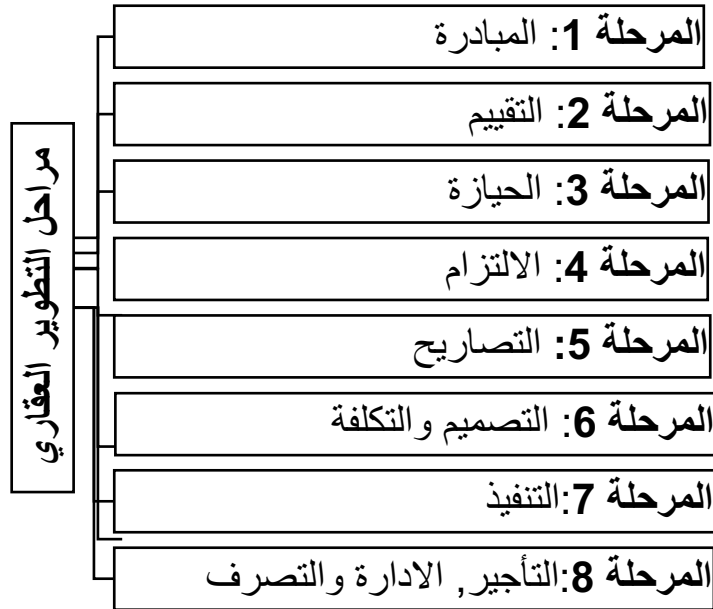 المرحلة 1: المبادرة
المرحلة 2: التقييم
المرحلة 3: الحيازة
المرحلة 4: الالتزام
المرحلة 5: التصاريح
المرحلة 6: التصميم والتكلفة
المرحلة 7:التنفيذ
المرحلة 8:التأجير, الادارة والتصرف
مراحل التطوير العقاري